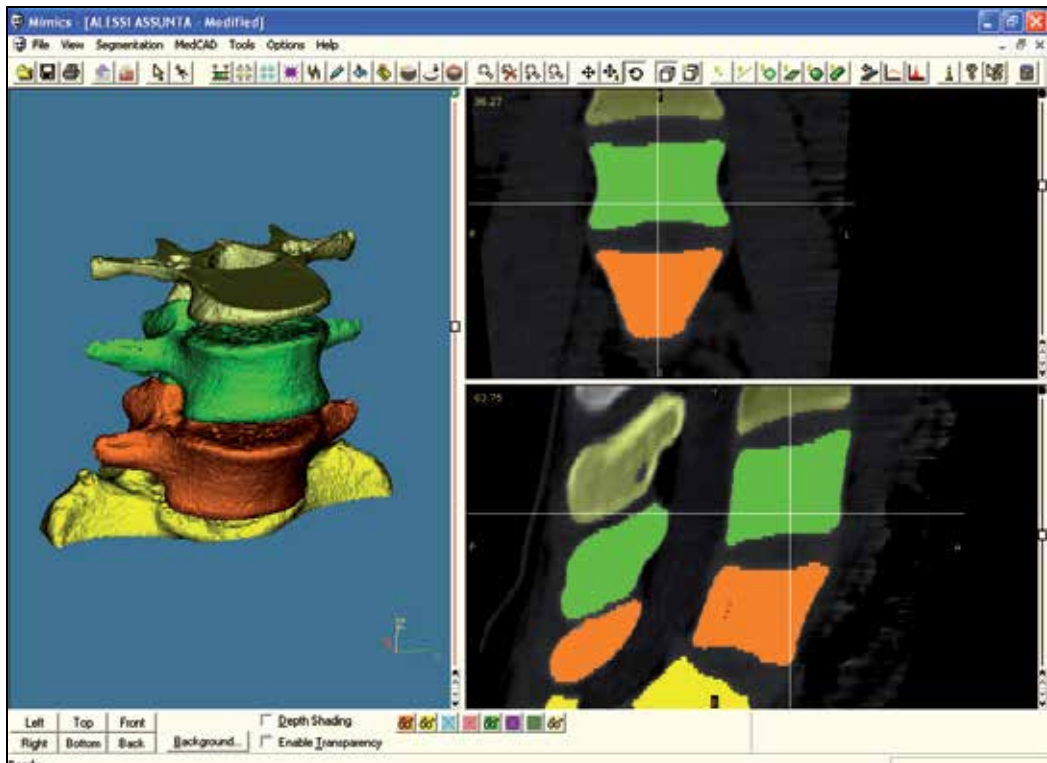 Mimics - [ALESSI ASSUNTA - Modified]
File View Segmentation MedCAD Tools Options Help
36.27
L
63.75
Left Top Front
Right Bottom Back
Background...
Depth Shading
Enable Transparency